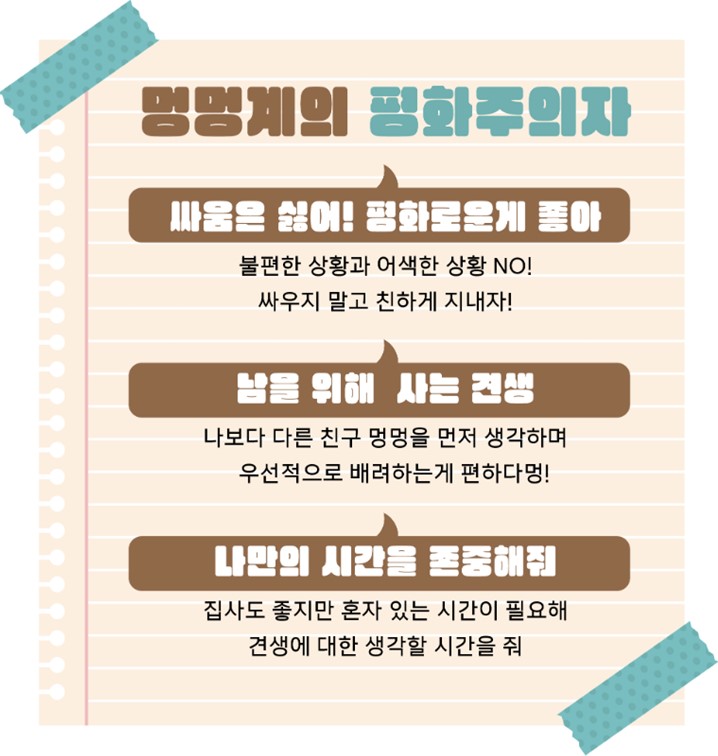 멍멍계의 평화주의자
싸움은 싫어! 평화로운게 좋아
불편한 상황과 어색한 상황 NO!
싸우지 말고 친하게 지내자!
남을 위해 사는 견생
나보다 다른 친구 멍멍을 먼저 생각하며
우선적으로 배려하는게 편하다멍!
나만의 시간을 존중해줘
집사도 좋지만 혼자 있는 시간이 필요해
견생에 대한 생각할 시간을 줘